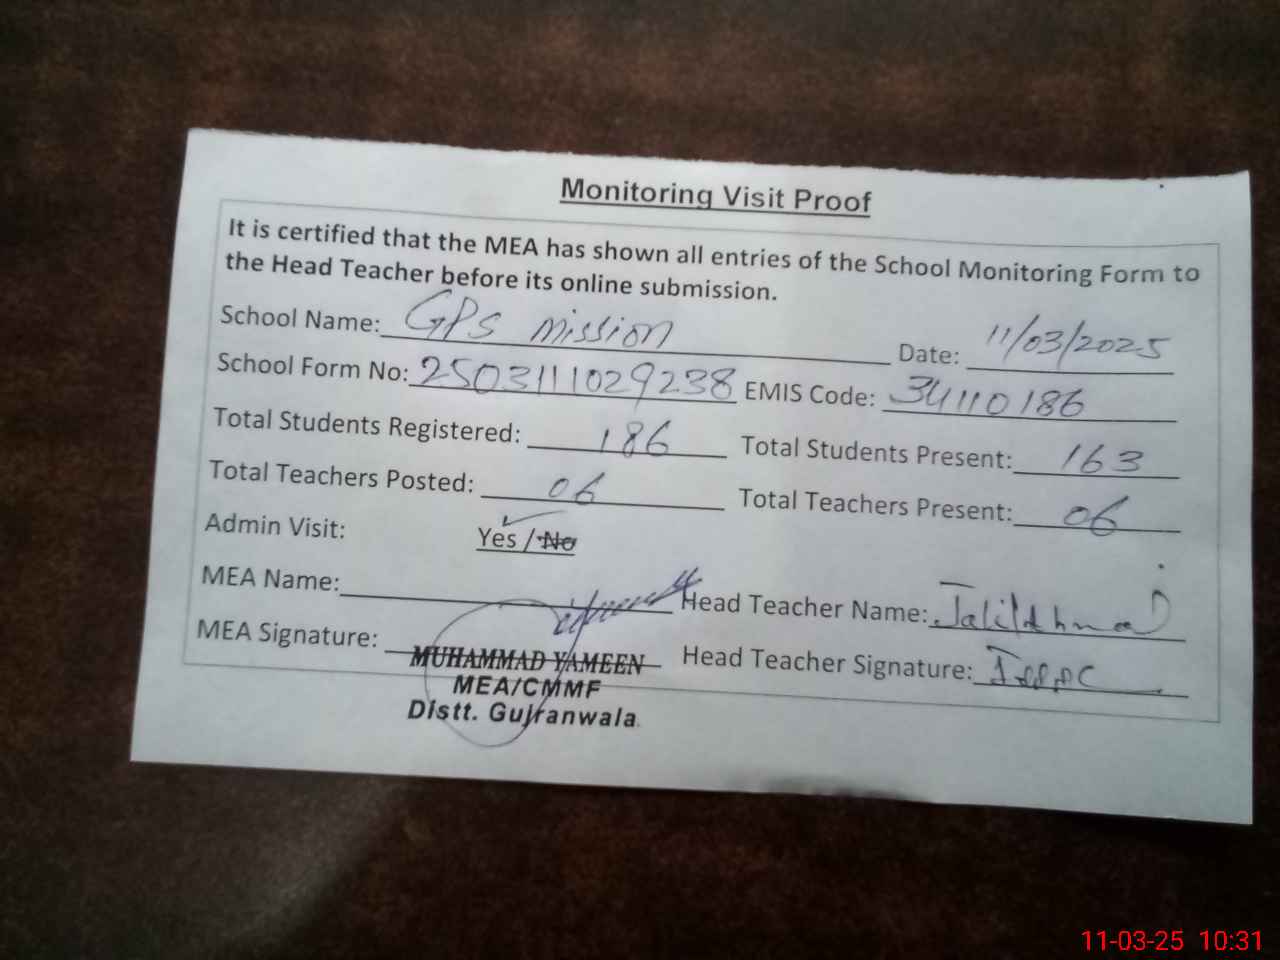 Monitoring Visit Proof
It is certified that the MEA has shown all entries of the School Monitoring Form to
the Head Teacher before its online submission.
School Name: GPS mission Date: 11/03/2025
School Form No: 2503111029238 EMIS Code: 34110186
Total Students Registered: 186 Total Students Present: 163
Total Teachers Posted: 06 Total Teachers Present: 06
Admin Visit: Yes / No
MEA Name: Head Teacher Name: Jalil Ahmad
MEA Signature: Head Teacher Signature:
MUHAMMAD YAMEEN
MEA/CMMF
Distt. Gujranwala
11-03-25 10:31